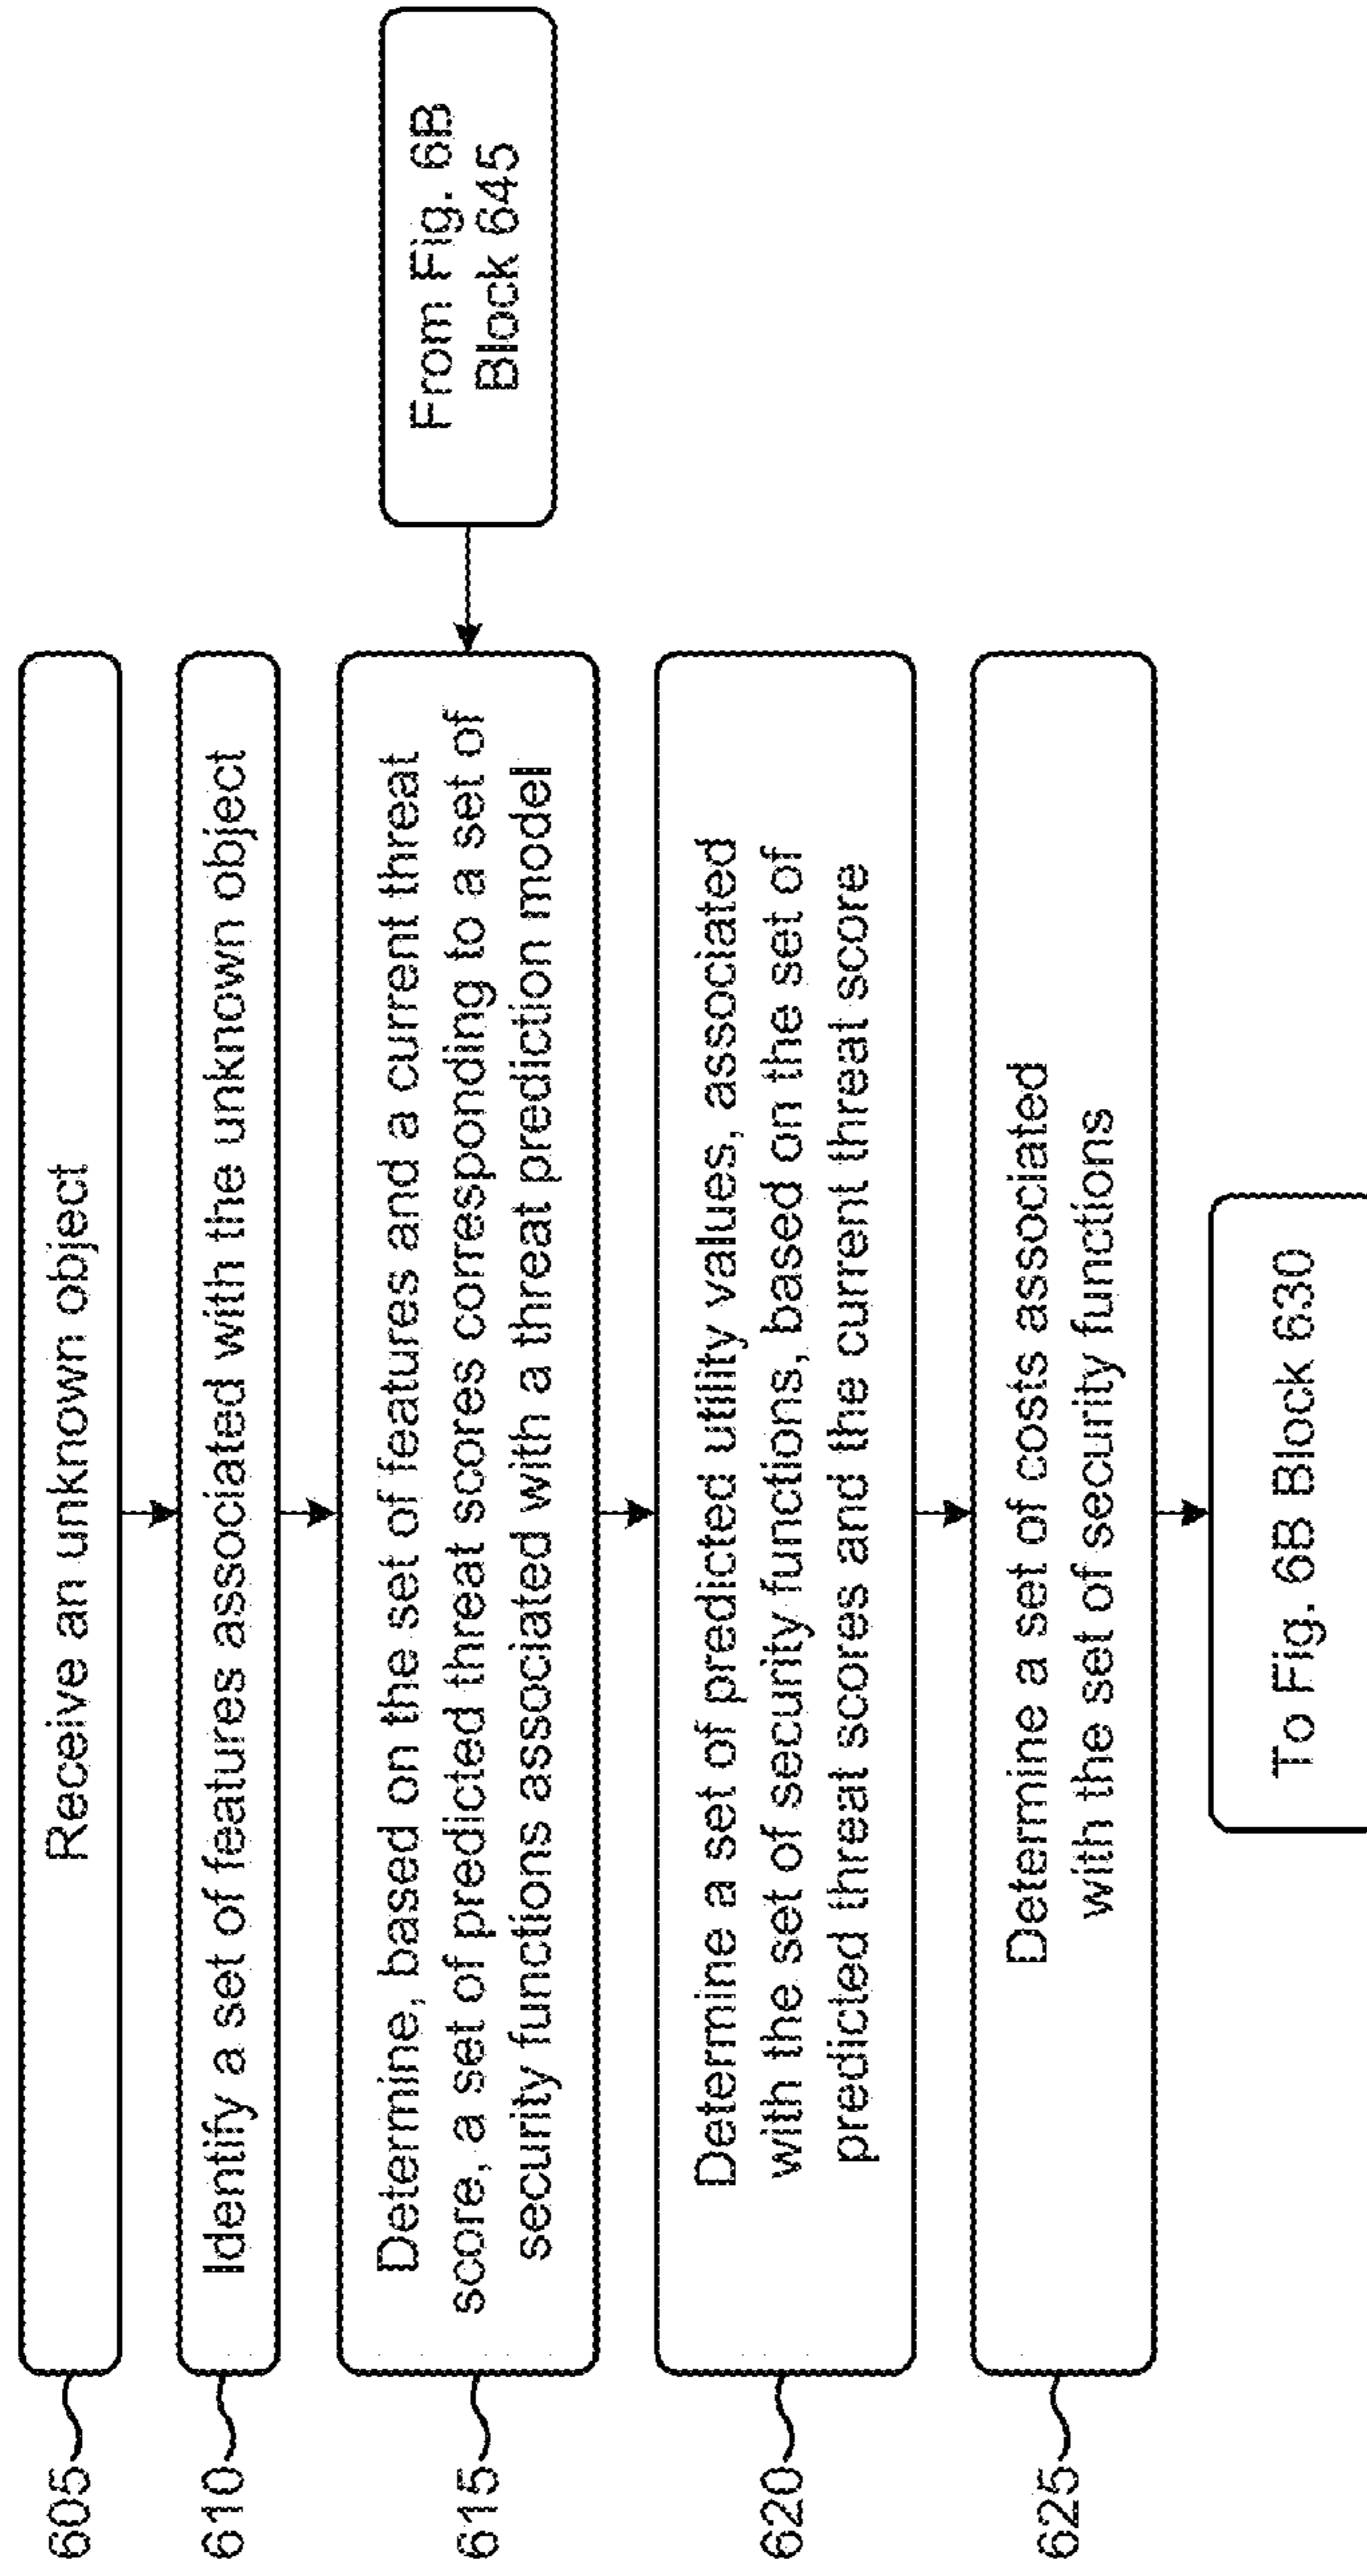 605
Receive an unknown object
610
Identify a set of features associated with the unknown object
615
Determine, based on the set of features and a current threat
score, a set of predicted threat scores corresponding to a set of
security functions associated with a threat prediction model
From Fig. 6B
Block 645
620
Determine a set of predicted utility values, associated
with the set of security functions, based on the set of
predicted threat scores and the current threat score
625
Determine a set of costs associated
with the set of security functions
To Fig. 6B Block 630